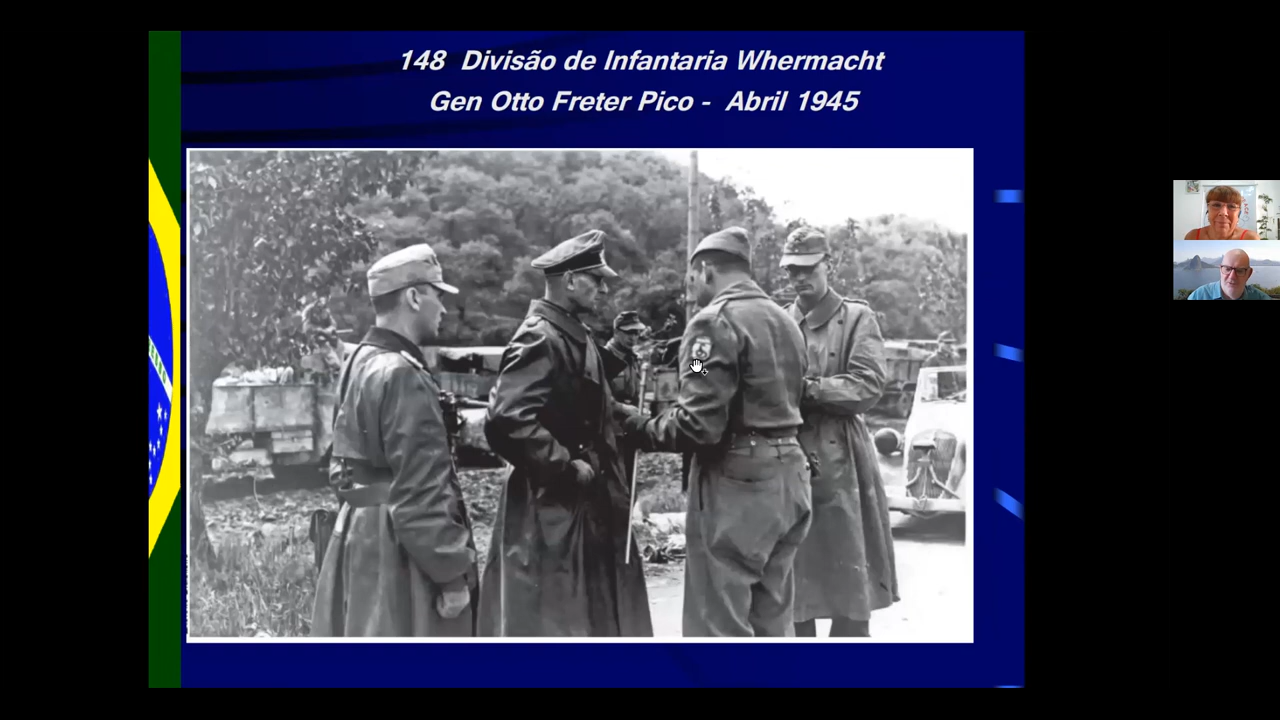 148 Divisão de Infantaria Whermacht
Gen Otto Freter Pico - Abril 1945